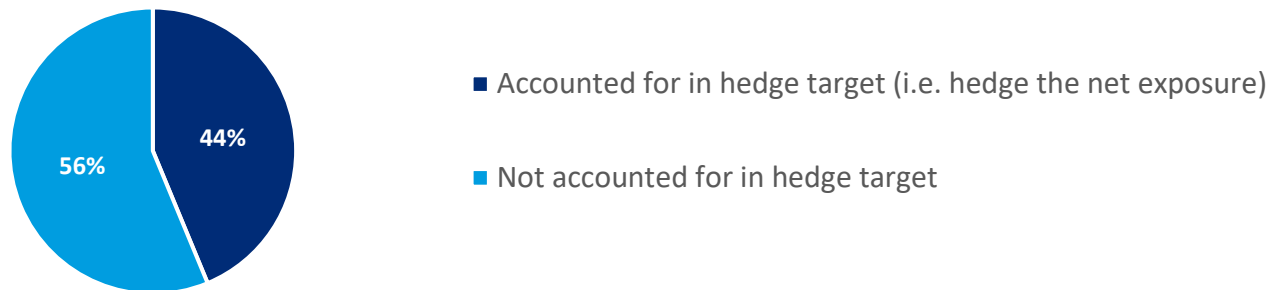 Accounted for in hedge target (i.e. hedge the net exposure)
44%
56%
Not accounted for in hedge target